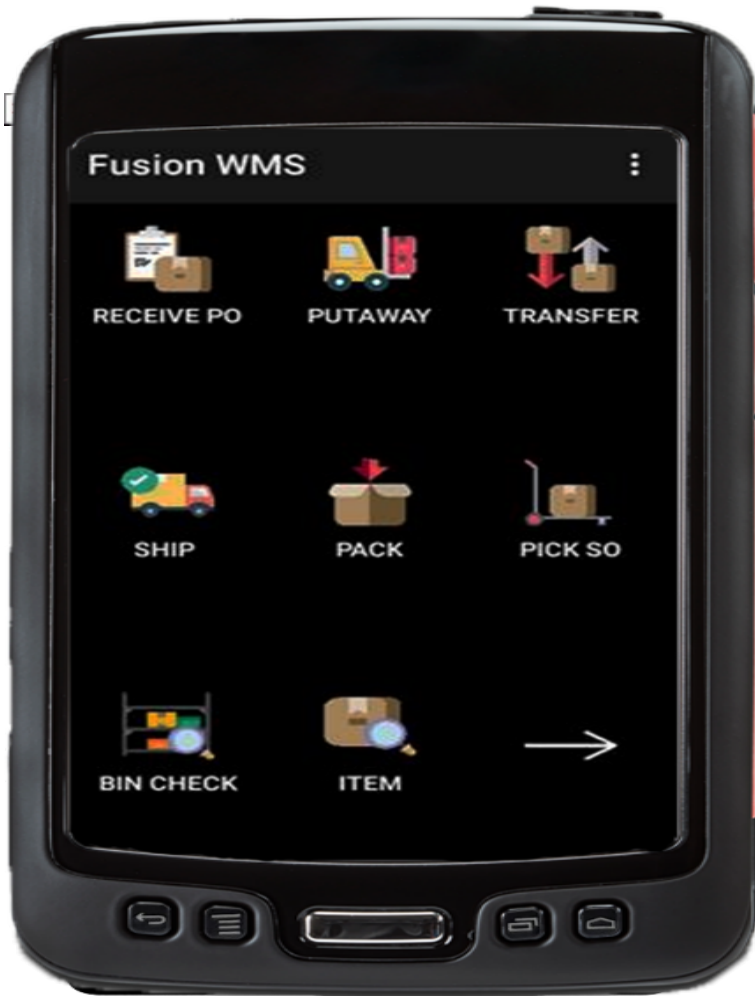 Fusion WMS
RECEIVE PO PUTAWAY TRANSFER
SHIP PACK PICK SO
BIN CHECK ITEM